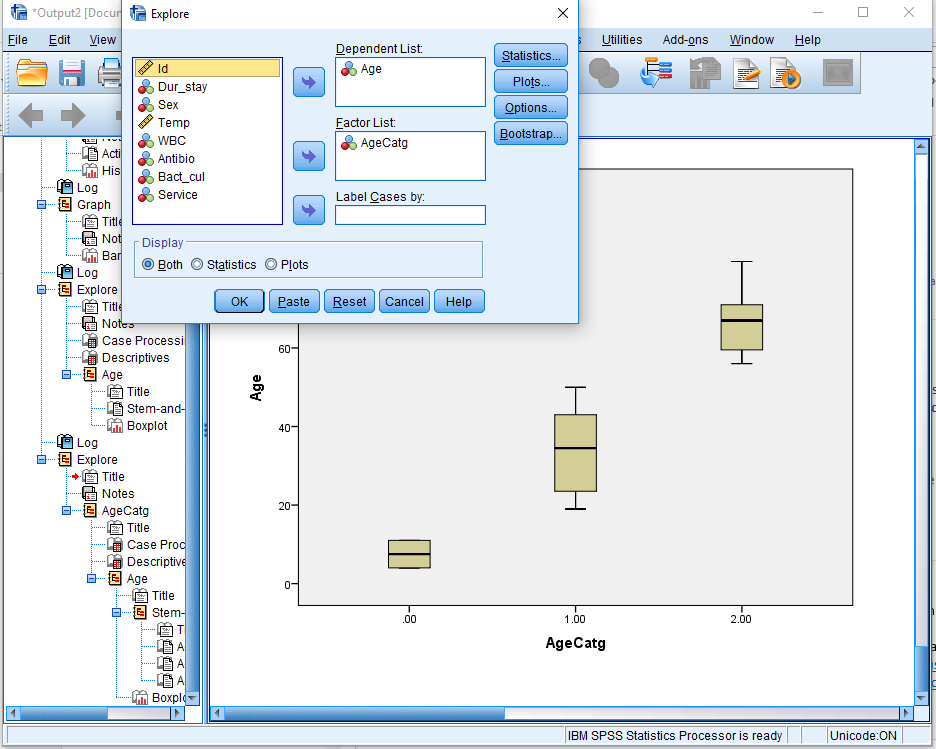 *Output2 [Docum
Explore
File Edit View
Utilities Add-ons Window Help
Id
Dur_stay
Sex
Temp
WBC
Antibio
Bact_cul
Service
Dependent List:
Age
Factor List:
AgeCatg
Label Cases by:
Statistics...
Plots...
Options...
Bootstrap...
Display
Both Statistics Plots
OK Paste Reset Cancel Help
Acti
His
Log
Graph
Title
Not
Bar
Log
Explore
Title
Notes
Case Processi
Descriptives
Age
Title
Stem-and-
Boxplot
Log
Explore
Title
Notes
AgeCatg
Title
Case Proc
Descriptive
Age
Title
Stem-
Ti
A
A
A
Boxplo
60
40
20
0
Age
.00 1.00 2.00
AgeCatg
IBM SPSS Statistics Processor is ready
Unicode:ON